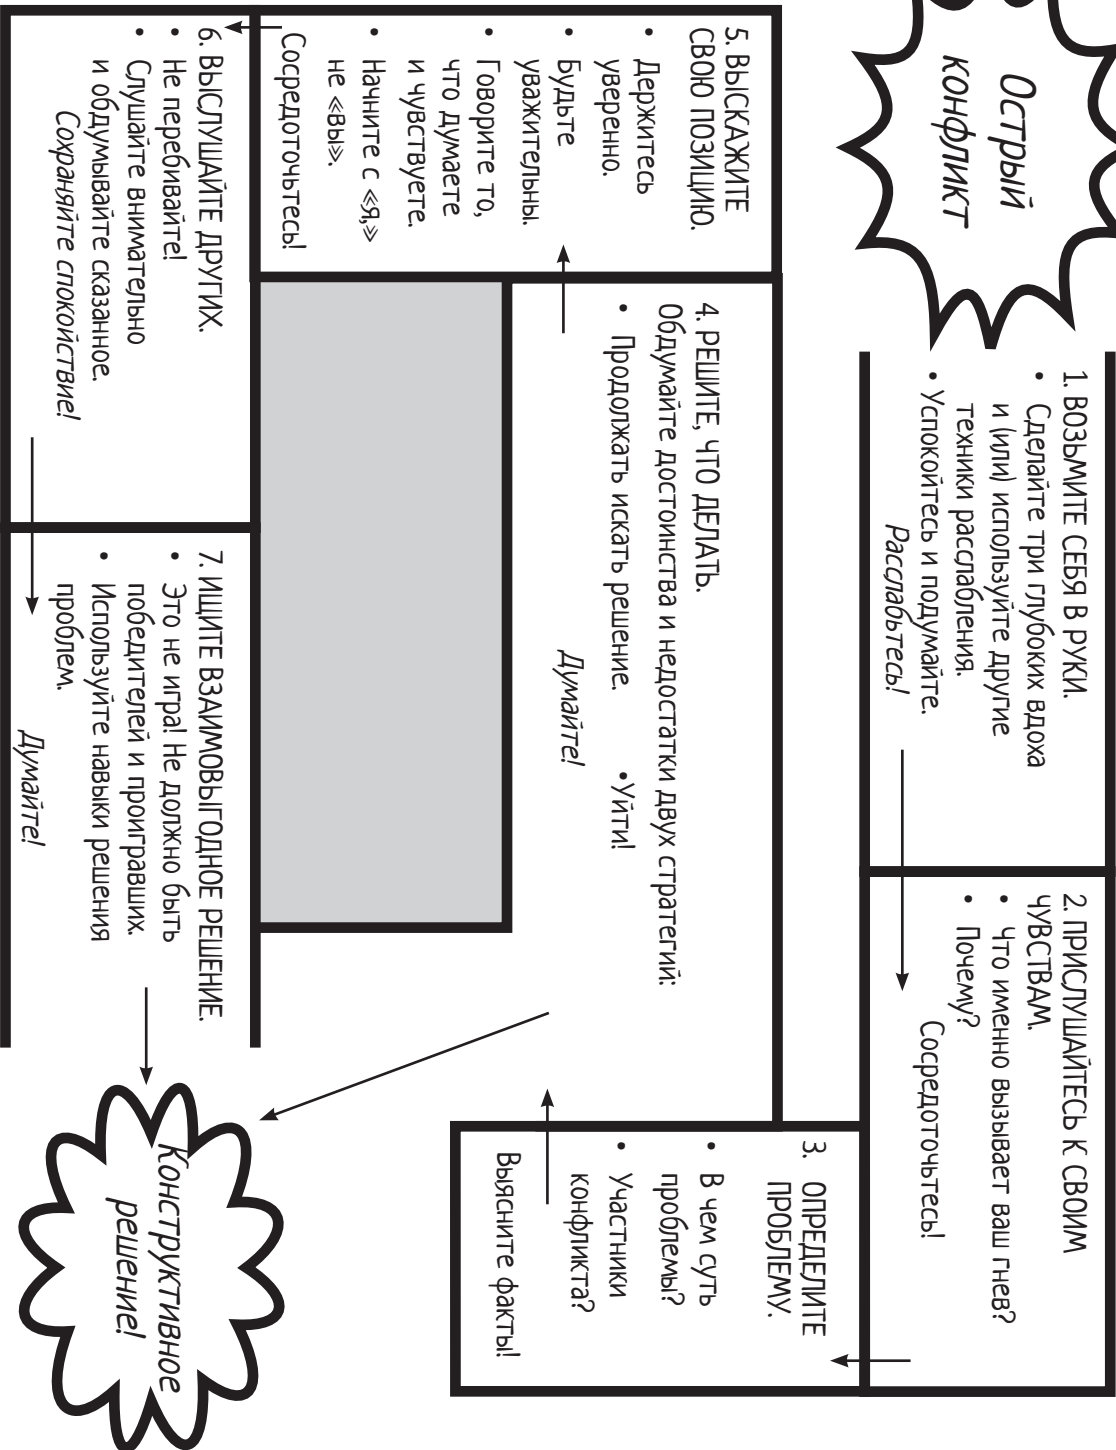 Острый
конфликт
1. ВОЗЬМИТЕ СЕБЯ В РУКИ.
• Сделайте три глубоких вдоха
и (или) используйте другие
техники расслабления.
• Успокойтесь и подумайте.
Расслабьтесь!
2. ПРИСЛУШАЙТЕСЬ К СВОИМ
ЧУВСТВАМ.
• Что именно вызывает ваш гнев?
• Почему?
Сосредоточьтесь!
3. ОПРЕДЕЛИТЕ
ПРОБЛЕМУ.
• В чем суть
проблемы?
• Участники
конфликта?
Выясните факты!
4. РЕШИТЕ, ЧТО ДЕЛАТЬ.
Обдумайте достоинства и недостатки двух стратегий:
• Продолжать искать решение. • Уйти!
Думайте!
5. ВЫСКАЖИТЕ
СВОЮ ПОЗИЦИЮ.
• Держитесь
уверенно.
• Будьте
уважительны.
• Говорите то,
что думаете
и чувствуете.
• Начните с «я,»
не «вы».
Сосредоточьтесь!
6. ВЫСЛУШАЙТЕ ДРУГИХ.
• Не перебивайте!
• Слушайте внимательно
и обдумывайте сказанное.
Сохраняйте спокойствие!
7. ИЩИТЕ ВЗАИМОВЫГОДНОЕ РЕШЕНИЕ.
• Это не игра! Не должно быть
победителей и проигравших.
• Используйте навыки решения
проблем.
Думайте!
Конструктивное
решение!